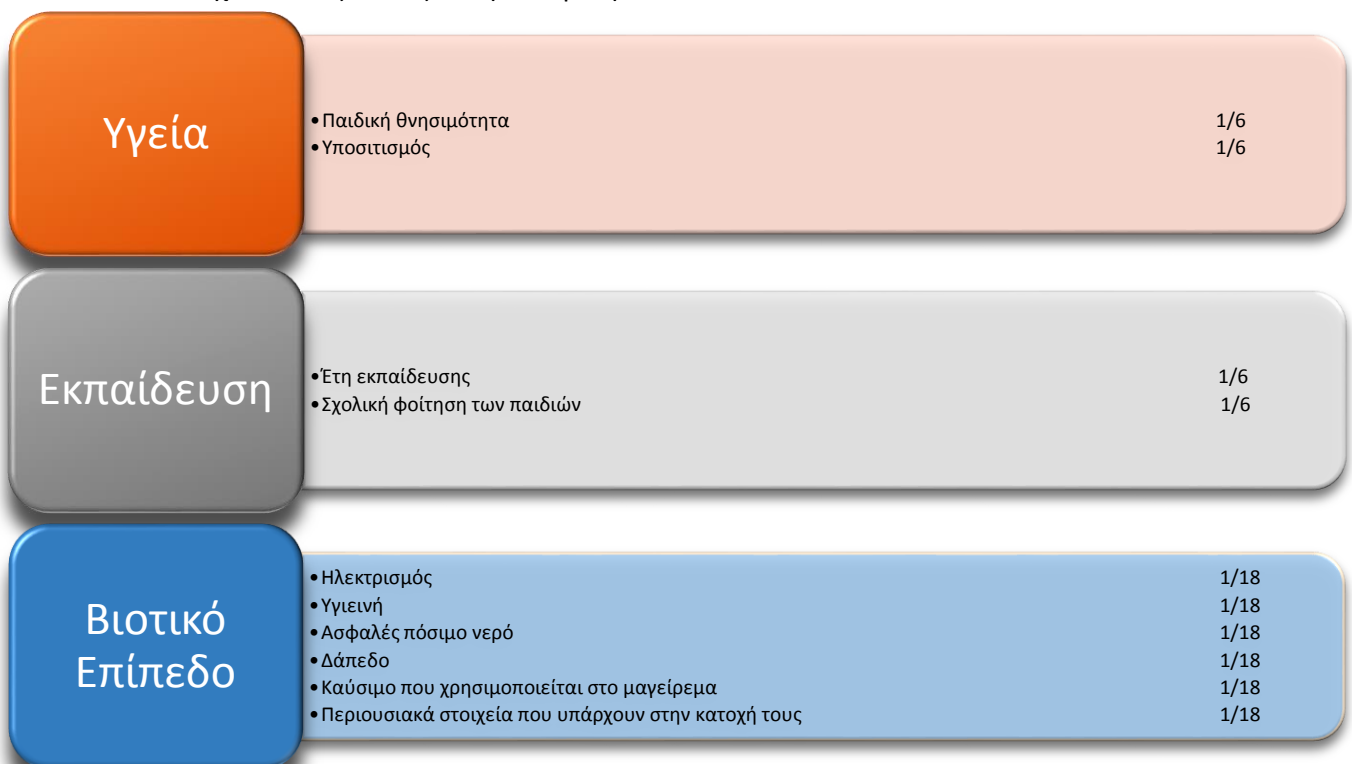 Υγεία
•Παιδική θνησιμότητα 1/6
•Υποσιτισμός 1/6
Εκπαίδευση
•Έτη εκπαίδευσης 1/6
•Σχολική φοίτηση των παιδιών 1/6
Βιοτικό
Επίπεδο
•Ηλεκτρισμός 1/18
•Υγιεινή 1/18
•Ασφαλές πόσιμο νερό 1/18
•Δάπεδο 1/18
•Καύσιμο που χρησιμοποιείται στο μαγείρεμα 1/18
•Περιουσιακά στοιχεία που υπάρχουν στην κατοχή τους 1/18